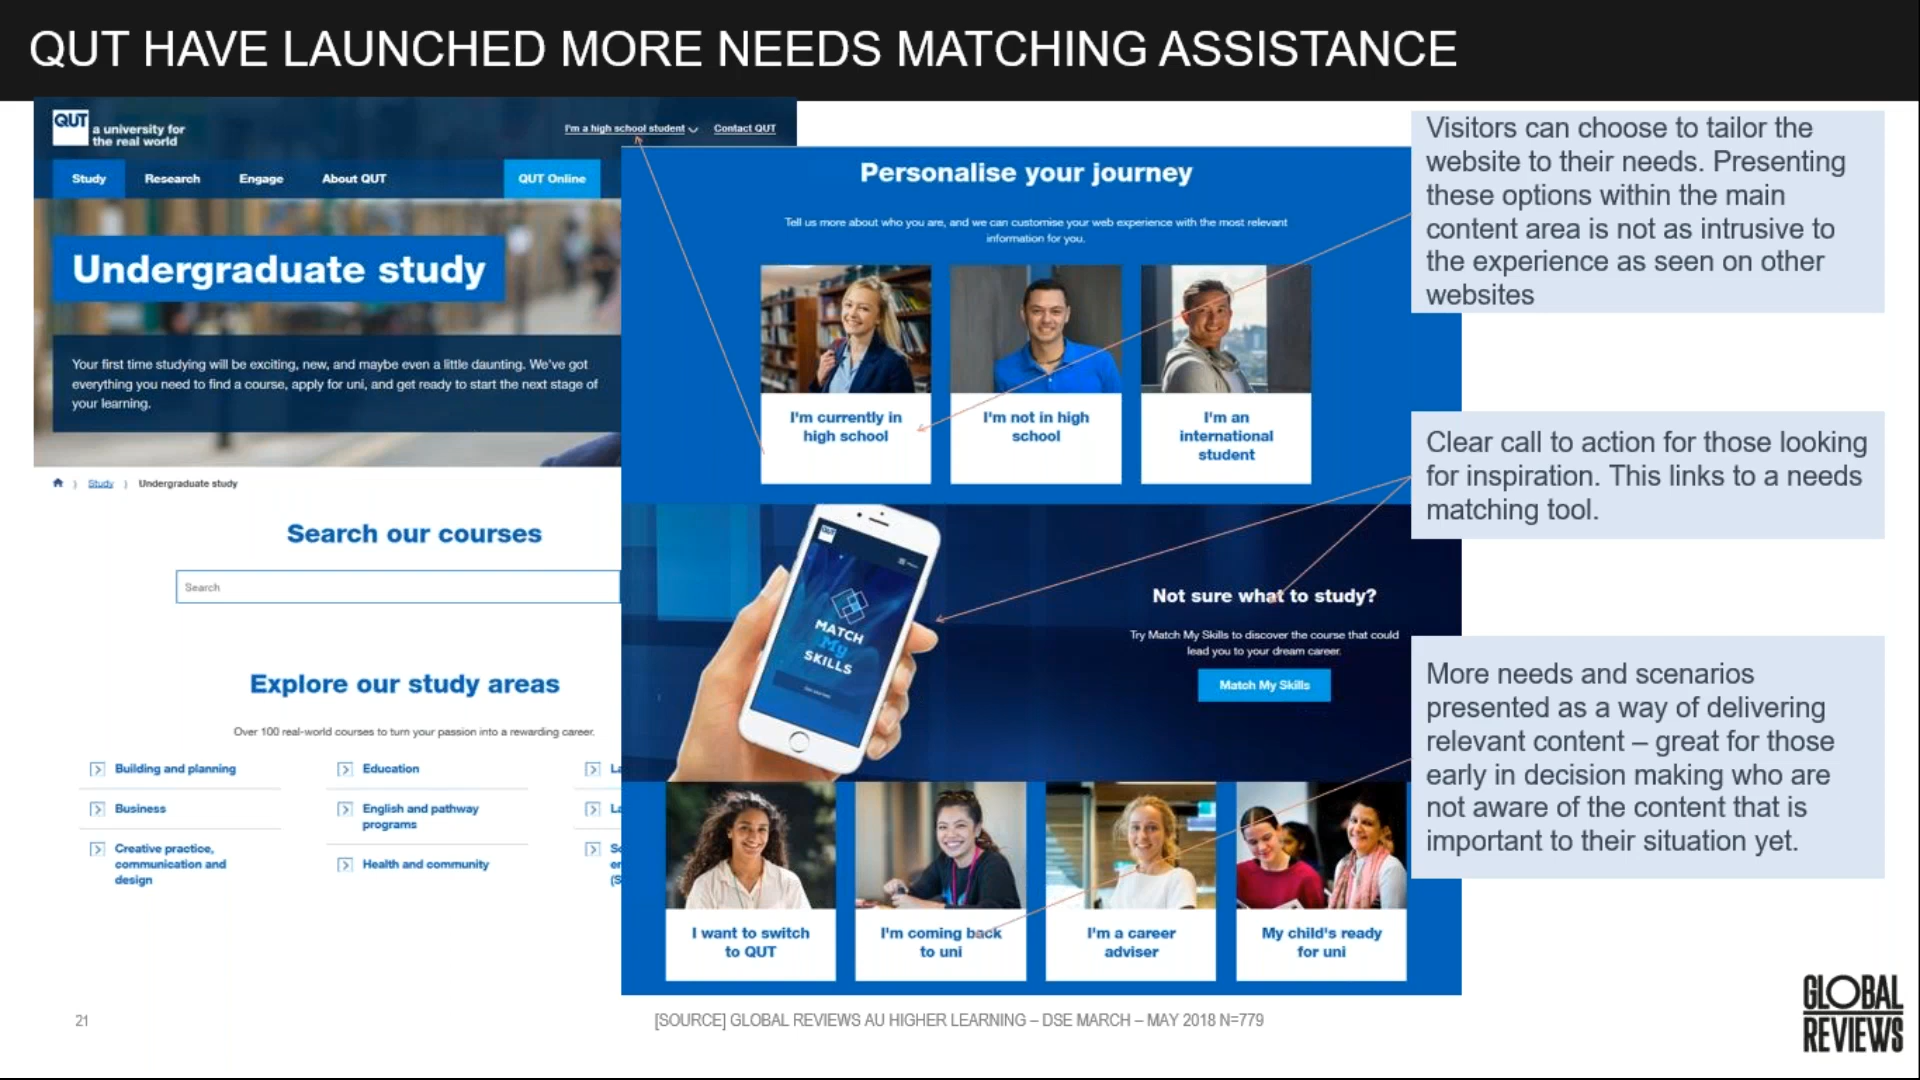 QUT HAVE LAUNCHED MORE NEEDS MATCHING ASSISTANCE
QUT
a university for
the real world
I'm a high school student
Contact QUT
Study
Research
Engage
About QUT
QUT Online
Undergraduate study
Your first time studying will be exciting, new, and maybe even a little daunting. We've got
everything you need to find a course, apply for uni, and get ready to start the next stage of
your learning.
Study
Undergraduate study
Search our courses
Search
Explore our study areas
Over 100 real-world courses to turn your passion into a rewarding career.
Building and planning
Business
Creative practice,
communication and
design
Education
English and pathway
programs
Health and community
Personalise your journey
Tell us more about who you are, and we can customise your web experience with the most relevant
information for you.
I'm currently in
high school
I'm not in high
school
I'm an
international
student
QUT
MATCH
My
SKILLS
Not sure what to study?
Try Match My Skills to discover the course that could
lead you to your dream career.
Match My Skills
I want to switch
to QUT
I'm coming back
to uni
I'm a career
adviser
My child's ready
for uni
Visitors can choose to tailor the
website to their needs. Presenting
these options within the main
content area is not as intrusive to
the experience as seen on other
websites
Clear call to action for those looking
for inspiration. This links to a needs
matching tool.
More needs and scenarios
presented as a way of delivering
relevant content – great for those
early in decision making who are
not aware of the content that is
important to their situation yet.
21
[SOURCE] GLOBAL REVIEWS AU HIGHER LEARNING – DSE MARCH – MAY 2018 N=779
GLOBAL
REVIEWS